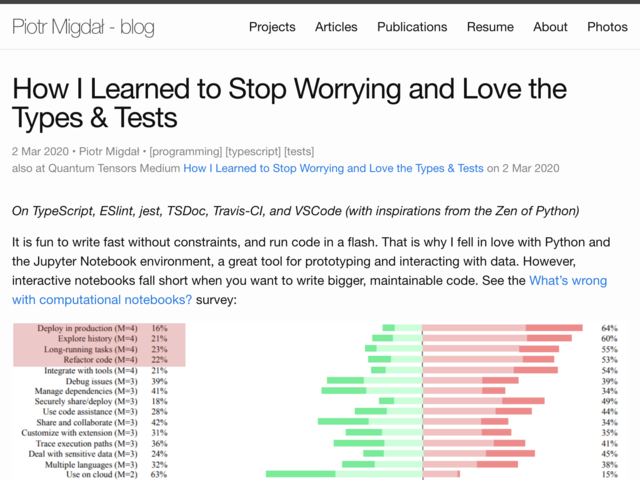 Piotr Migdał - blog
Projects Articles Publications Resume About Photos
How I Learned to Stop Worrying and Love the
Types & Tests
2 Mar 2020 • Piotr Migdał • [programming] [typescript] [tests]
also at Quantum Tensors Medium How I Learned to Stop Worrying and Love the Types & Tests on 2 Mar 2020
On TypeScript, ESlint, jest, TSDoc, Travis-CI, and VSCode (with inspirations from the Zen of Python)
It is fun to write fast without constraints, and run code in a flash. That is why I fell in love with Python and
the Jupyter Notebook environment, a great tool for prototyping and interacting with data. However,
interactive notebooks fall short when you want to write bigger, maintainable code. See the What's wrong
with computational notebooks? survey:
Deploy in production (M=4) 16% 64%
Explore history (M=4) 21% 60%
Long-running tasks (M=4) 23% 55%
Refactor code (M=4) 22% 53%
Integrate with tools (M=4) 21% 54%
Debug issues (M=3) 39% 39%
Manage dependencies (M=3) 41% 34%
Securely share/deploy (M=3) 18% 49%
Use code assistance (M=3) 28% 44%
Share and collaborate (M=3) 42% 34%
Customize with extension (M=3) 31% 35%
Trace execution paths (M=3) 36% 41%
Deal with sensitive data (M=3) 24% 45%
Multiple languages (M=3) 32% 38%
Use on cloud (M=2) 63% 15%